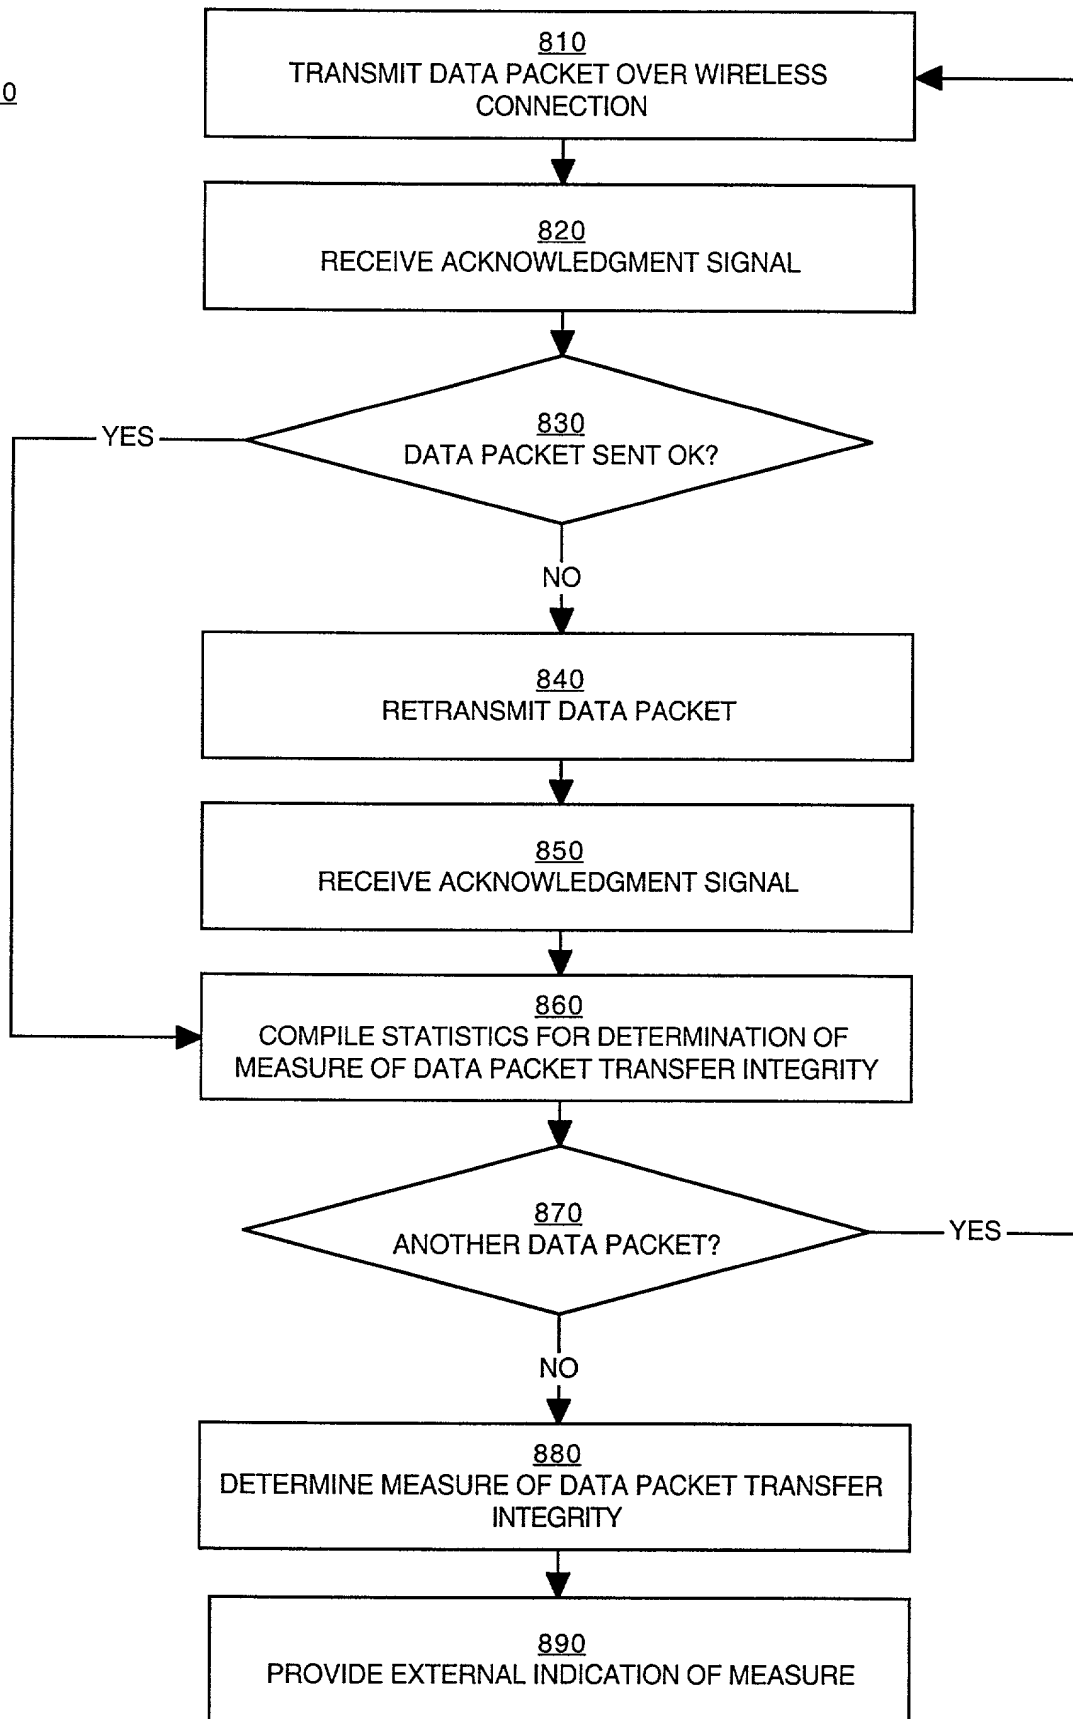 810
TRANSMIT DATA PACKET OVER WIRELESS
CONNECTION
0
820
RECEIVE ACKNOWLEDGMENT SIGNAL
830
DATA PACKET SENT OK?
YES
NO
840
RETRANSMIT DATA PACKET
850
RECEIVE ACKNOWLEDGMENT SIGNAL
860
COMPILE STATISTICS FOR DETERMINATION OF
MEASURE OF DATA PACKET TRANSFER INTEGRITY
870
ANOTHER DATA PACKET?
YES
NO
880
DETERMINE MEASURE OF DATA PACKET TRANSFER
INTEGRITY
890
PROVIDE EXTERNAL INDICATION OF MEASURE